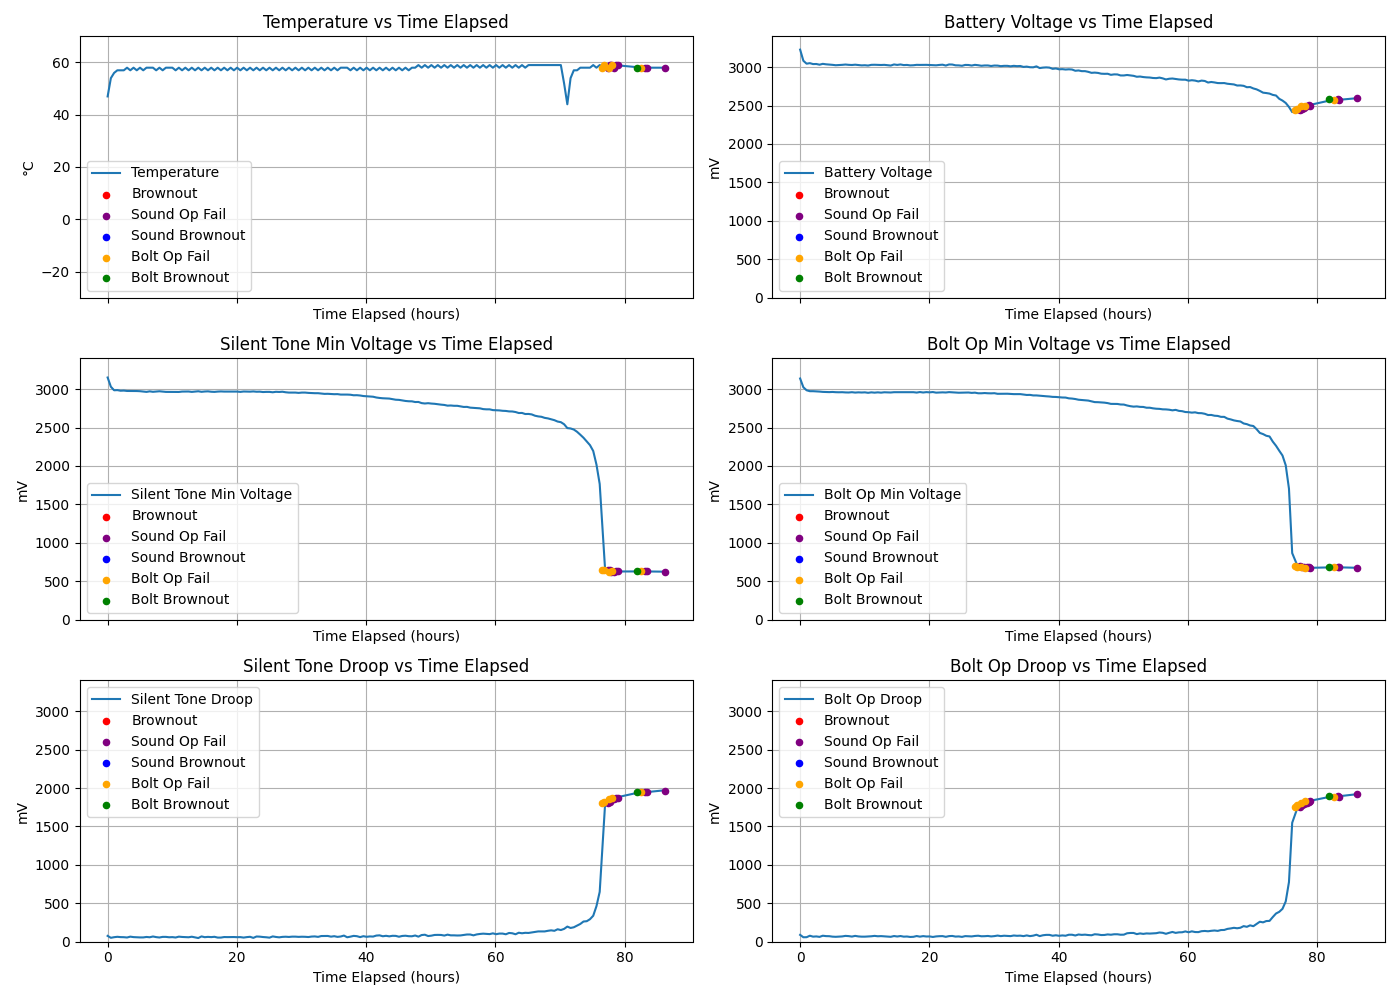 Temperature vs Time Elapsed
60
40
20
0
−20
°C
Temperature
Brownout
Sound Op Fail
Sound Brownout
Bolt Op Fail
Bolt Brownout
Time Elapsed (hours)
Battery Voltage vs Time Elapsed
3000
2500
2000
1500
1000
500
0
mV
Battery Voltage
Brownout
Sound Op Fail
Sound Brownout
Bolt Op Fail
Bolt Brownout
Time Elapsed (hours)
Silent Tone Min Voltage vs Time Elapsed
3000
2500
2000
1500
1000
500
0
mV
Silent Tone Min Voltage
Brownout
Sound Op Fail
Sound Brownout
Bolt Op Fail
Bolt Brownout
Time Elapsed (hours)
Bolt Op Min Voltage vs Time Elapsed
3000
2500
2000
1500
1000
500
0
mV
Bolt Op Min Voltage
Brownout
Sound Op Fail
Sound Brownout
Bolt Op Fail
Bolt Brownout
Time Elapsed (hours)
Silent Tone Droop vs Time Elapsed
3000
2500
2000
1500
1000
500
0
mV
Silent Tone Droop
Brownout
Sound Op Fail
Sound Brownout
Bolt Op Fail
Bolt Brownout
0 20 40 60 80
Time Elapsed (hours)
Bolt Op Droop vs Time Elapsed
3000
2500
2000
1500
1000
500
0
mV
Bolt Op Droop
Brownout
Sound Op Fail
Sound Brownout
Bolt Op Fail
Bolt Brownout
0 20 40 60 80
Time Elapsed (hours)